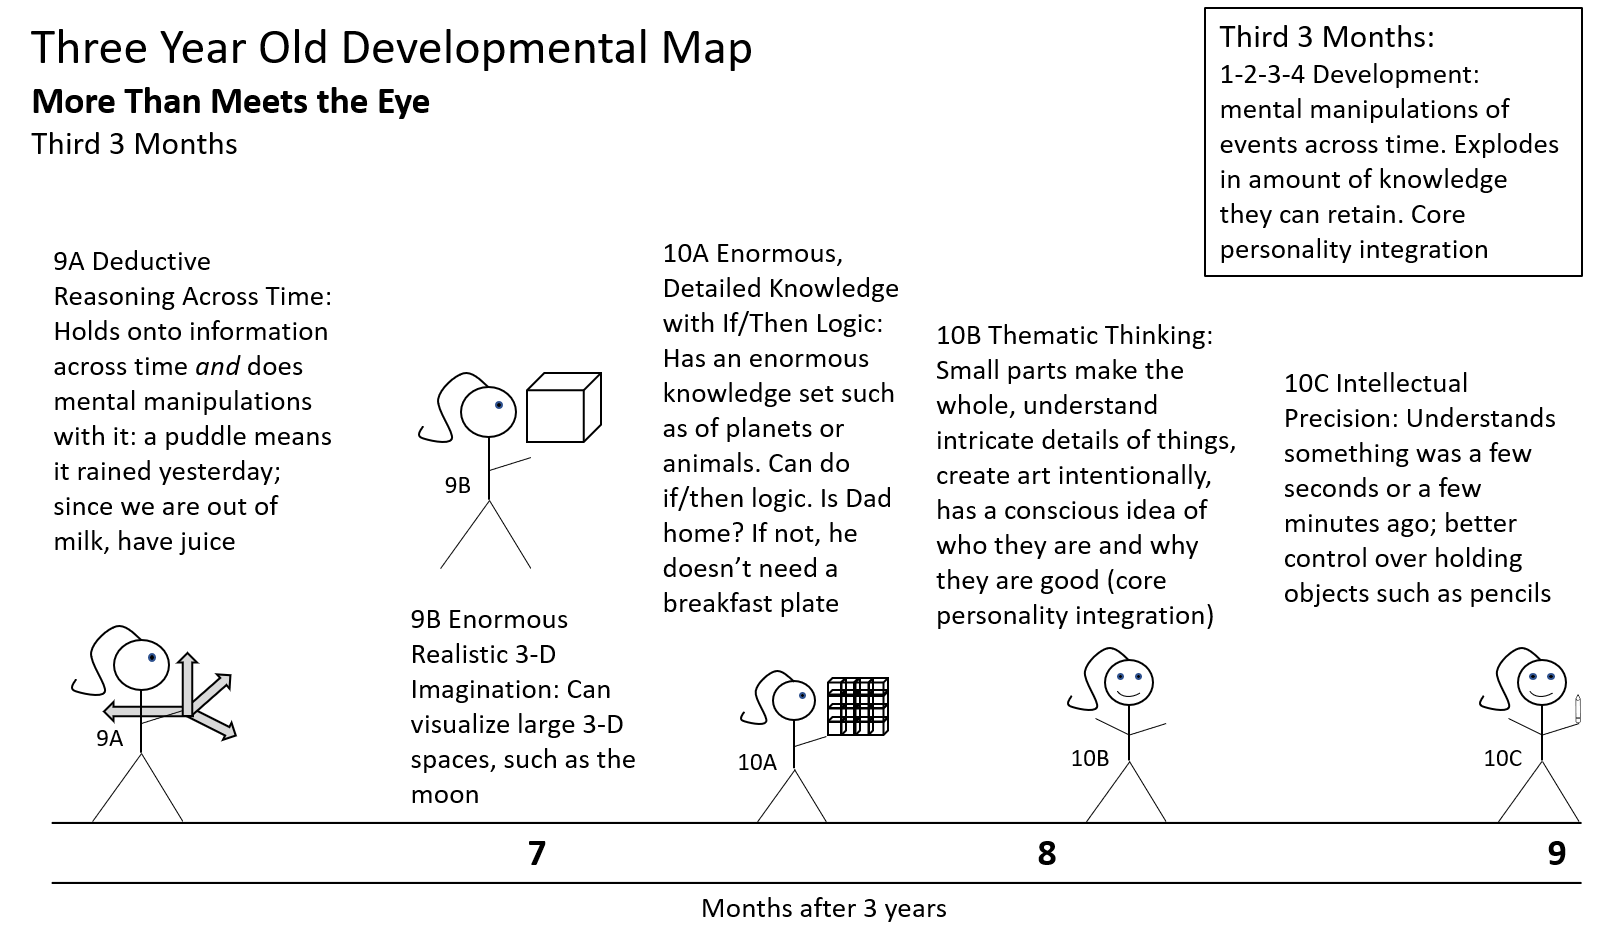 Three Year Old Developmental Map
More Than Meets the Eye
Third 3 Months
Third 3 Months:
1-2-3-4 Development:
mental manipulations of
events across time. Explodes
in amount of knowledge
they can retain. Core
personality integration
9A Deductive
Reasoning Across Time:
Holds onto information
across time and does
mental manipulations
with it: a puddle means
it rained yesterday;
since we are out of
milk, have juice
9A
9B
9B Enormous
Realistic 3-D
Imagination: Can
visualize large 3-D
spaces, such as the
moon
10A Enormous,
Detailed Knowledge
with If/Then Logic:
Has an enormous
knowledge set such
as of planets or
animals. Can do
if/then logic. Is Dad
home? If not, he
doesn’t need a
breakfast plate
10A
10B Thematic Thinking:
Small parts make the
whole, understand
intricate details of things,
create art intentionally,
has a conscious idea of
who they are and why
they are good (core
personality integration)
10B
10C Intellectual
Precision: Understands
something was a few
seconds or a few
minutes ago; better
control over holding
objects such as pencils
10C
7
8
9
Months after 3 years